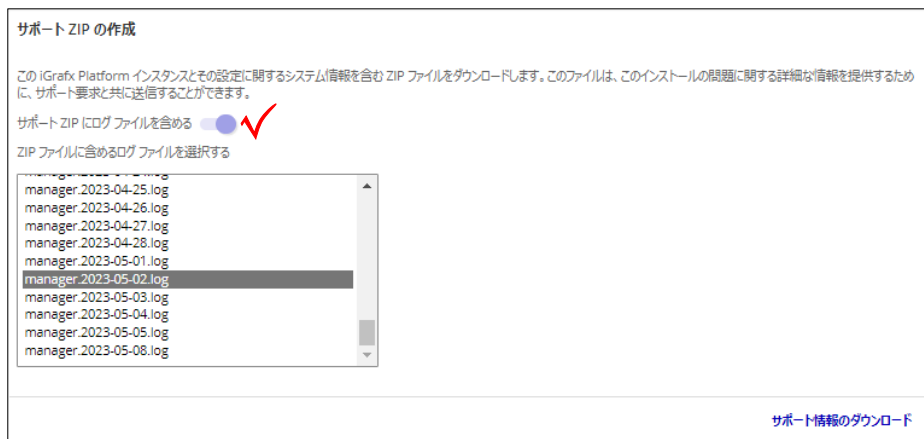 サポート ZIP の作成
この iGrafx Platform インスタンスとその設定に関するシステム情報を含む ZIP ファイルをダウンロードします。このファイルは、このインストールの問題に関する詳細な情報を提供するため
に、サポート要求と共に送信することができます。
サポート ZIP にログ ファイルを含める
ZIP ファイルに含めるログ ファイルを選択する
manager.2023-04-25.log
manager.2023-04-26.log
manager.2023-04-27.log
manager.2023-04-28.log
manager.2023-05-01.log
manager.2023-05-02.log
manager.2023-05-03.log
manager.2023-05-04.log
manager.2023-05-05.log
manager.2023-05-08.log
サポート情報のダウンロード